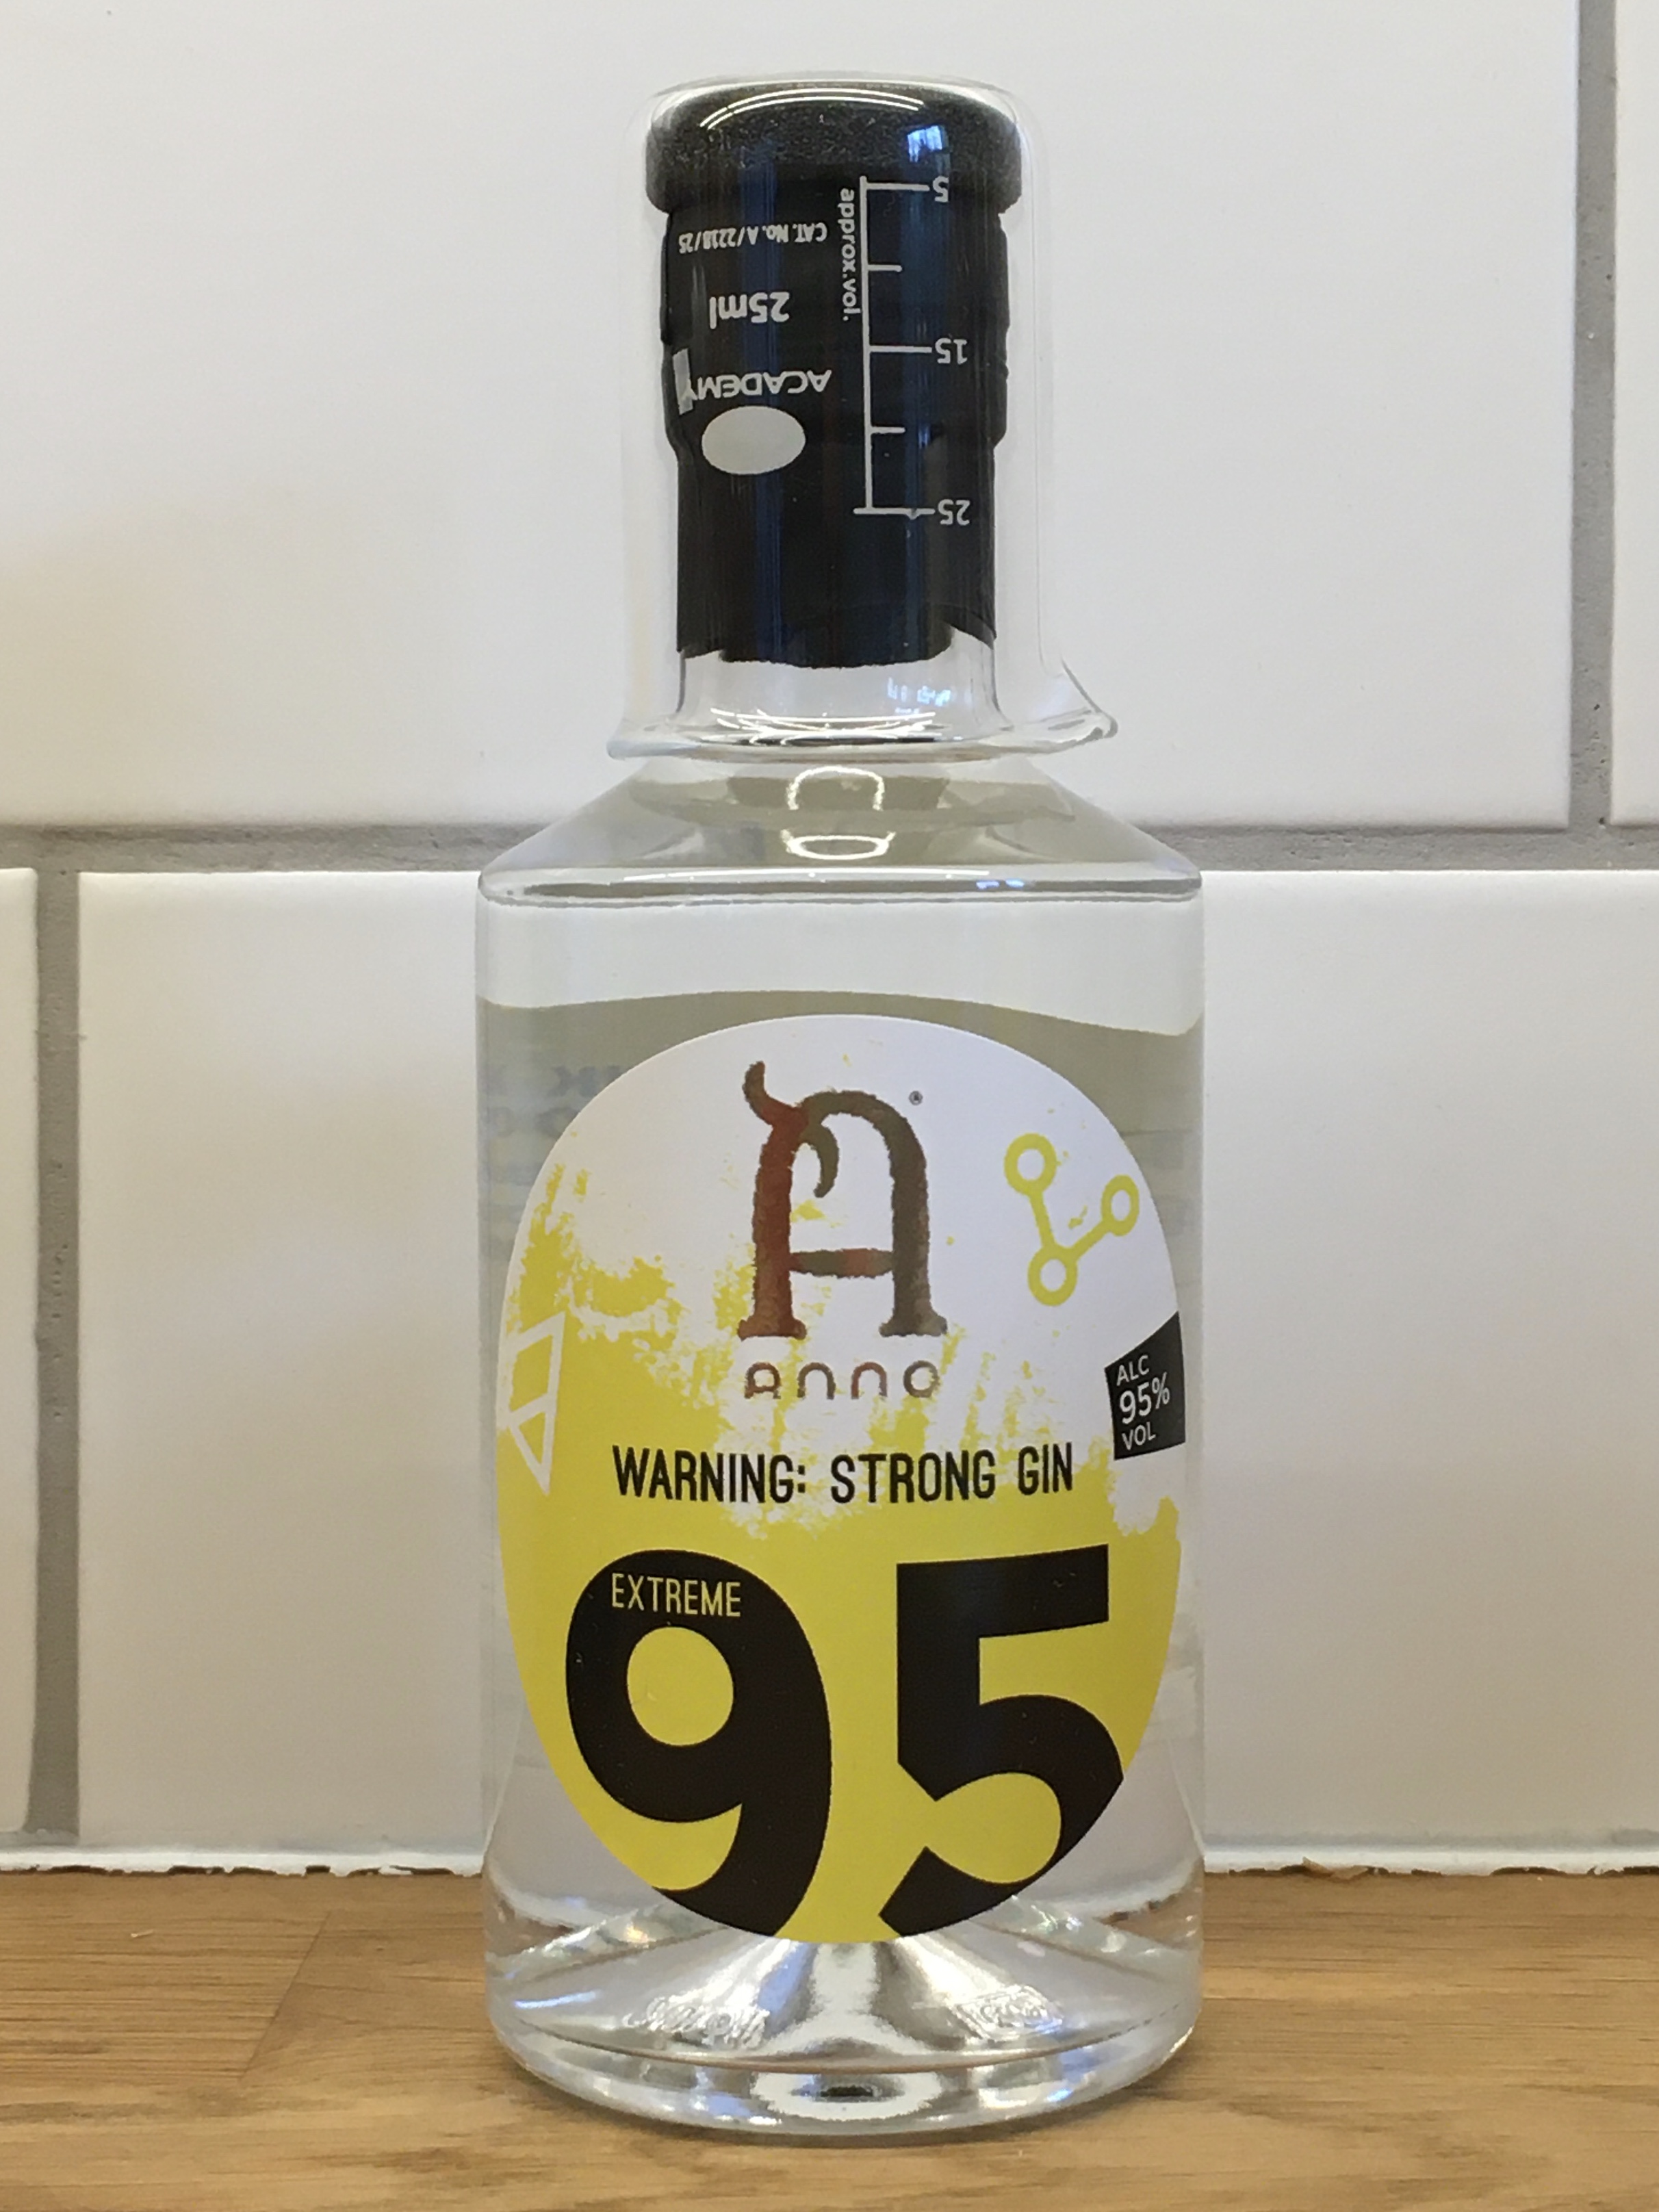 5
approx.vol.
CAT. No. A/2218/25
25ml
15
ACADEMY
25
A®
anno
ALC
95%
VOL
WARNING: STRONG GIN
EXTREME
95